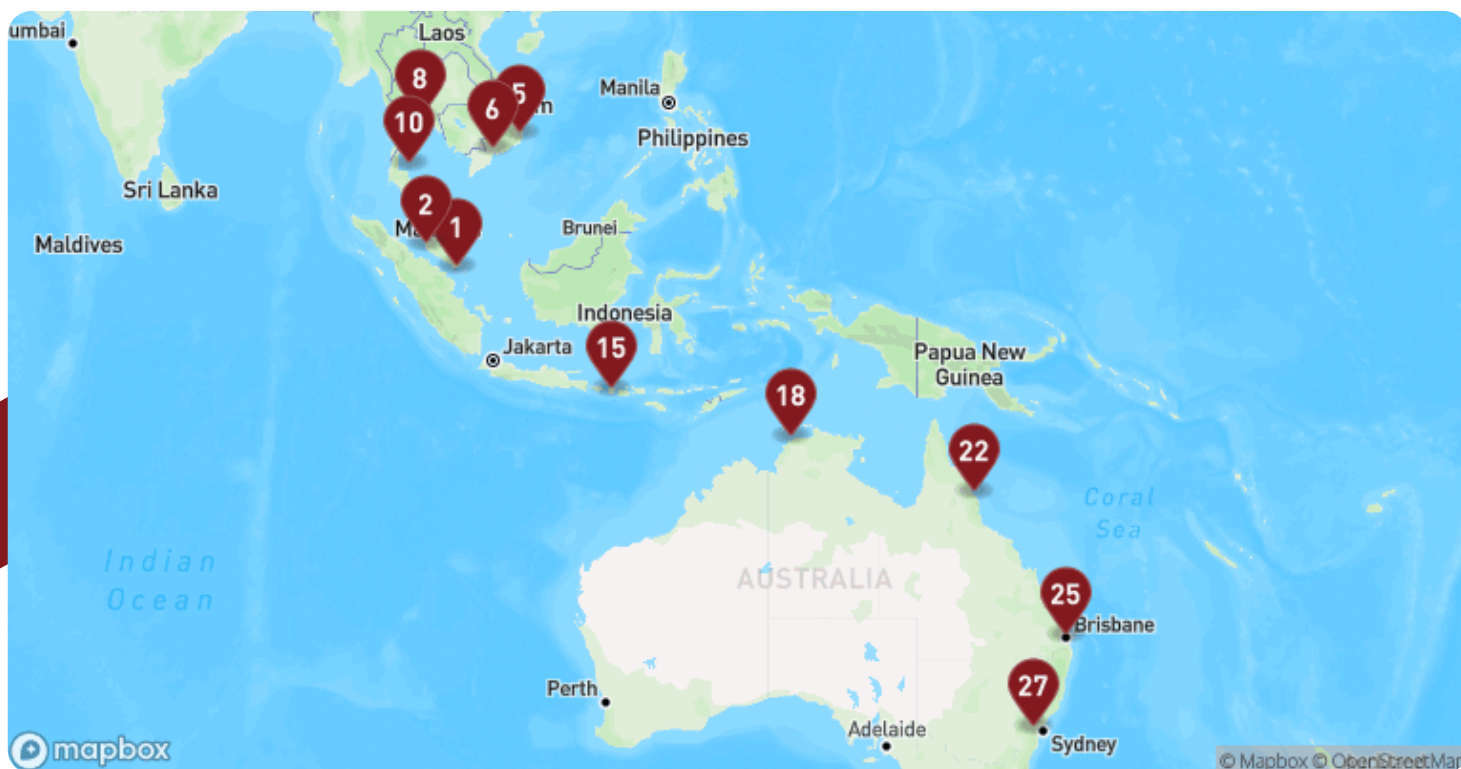 umbai
Laos
8
5
6
m
Manila
10
Philippines
Sri Lanka
2
1
Ma
Brunei
Maldives
Indonesia
15
Jakarta
Papua New
Guinea
18
22
Coral
Sea
Indian
Ocean
AUSTRALIA
25
Brisbane
27
Perth
Adelaide
Sydney
mapbox
© Mapbox © OpenStreetMap